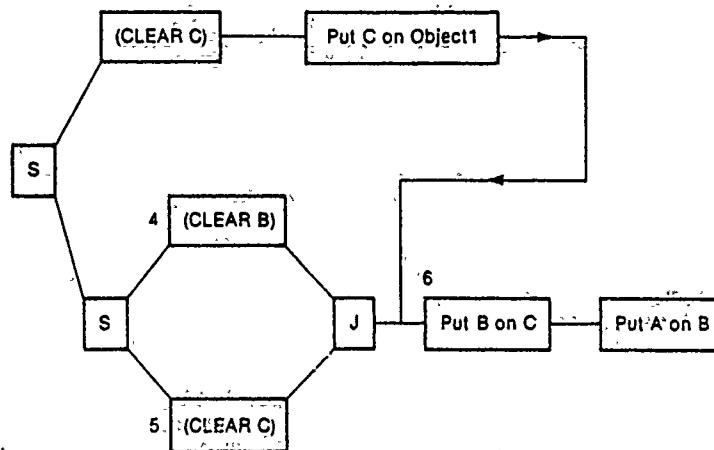 (CLEAR C)
Put C on Object1
S
4
(CLEAR B)
6
S
J
Put B on C
Put A on B
5
(CLEAR C)